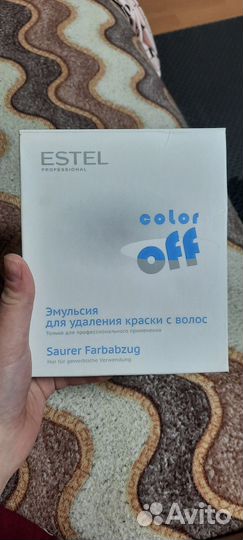 ESTEL
PROFESSIONAL
color
off
Эмульсия
для удаления краски с волос
Только для профессионального применения
Saurer Farbabzug
Nur für gewerbliche Verwendung
Avito